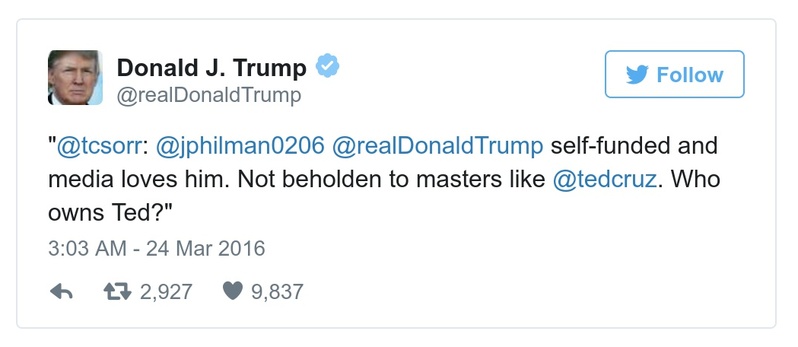 Donald J. Trump
@realDonaldTrump
Follow
"@tcsorr: @jphilman0206 @realDonaldTrump self-funded and
media loves him. Not beholden to masters like @tedcruz. Who
owns Ted?"
3:03 AM - 24 Mar 2016
2,927 9,837